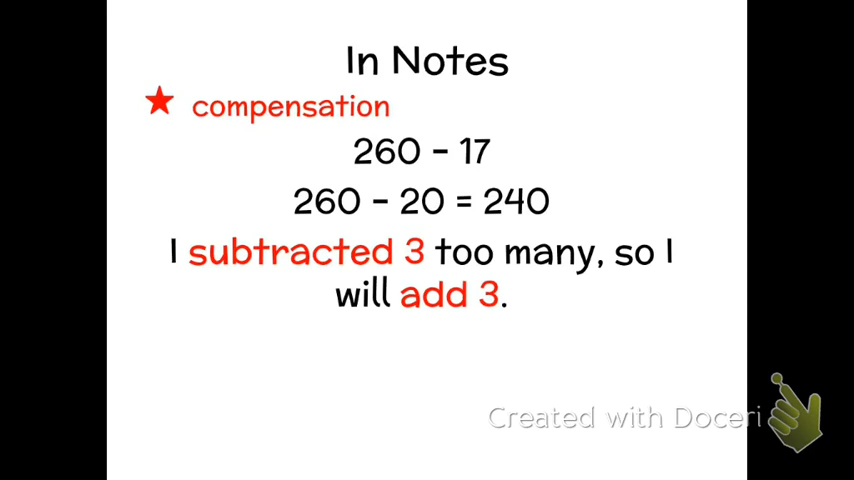 In Notes
★ compensation
260 - 17
260 - 20 = 240
I subtracted 3 too many, so I
will add 3.
Created with Doceri